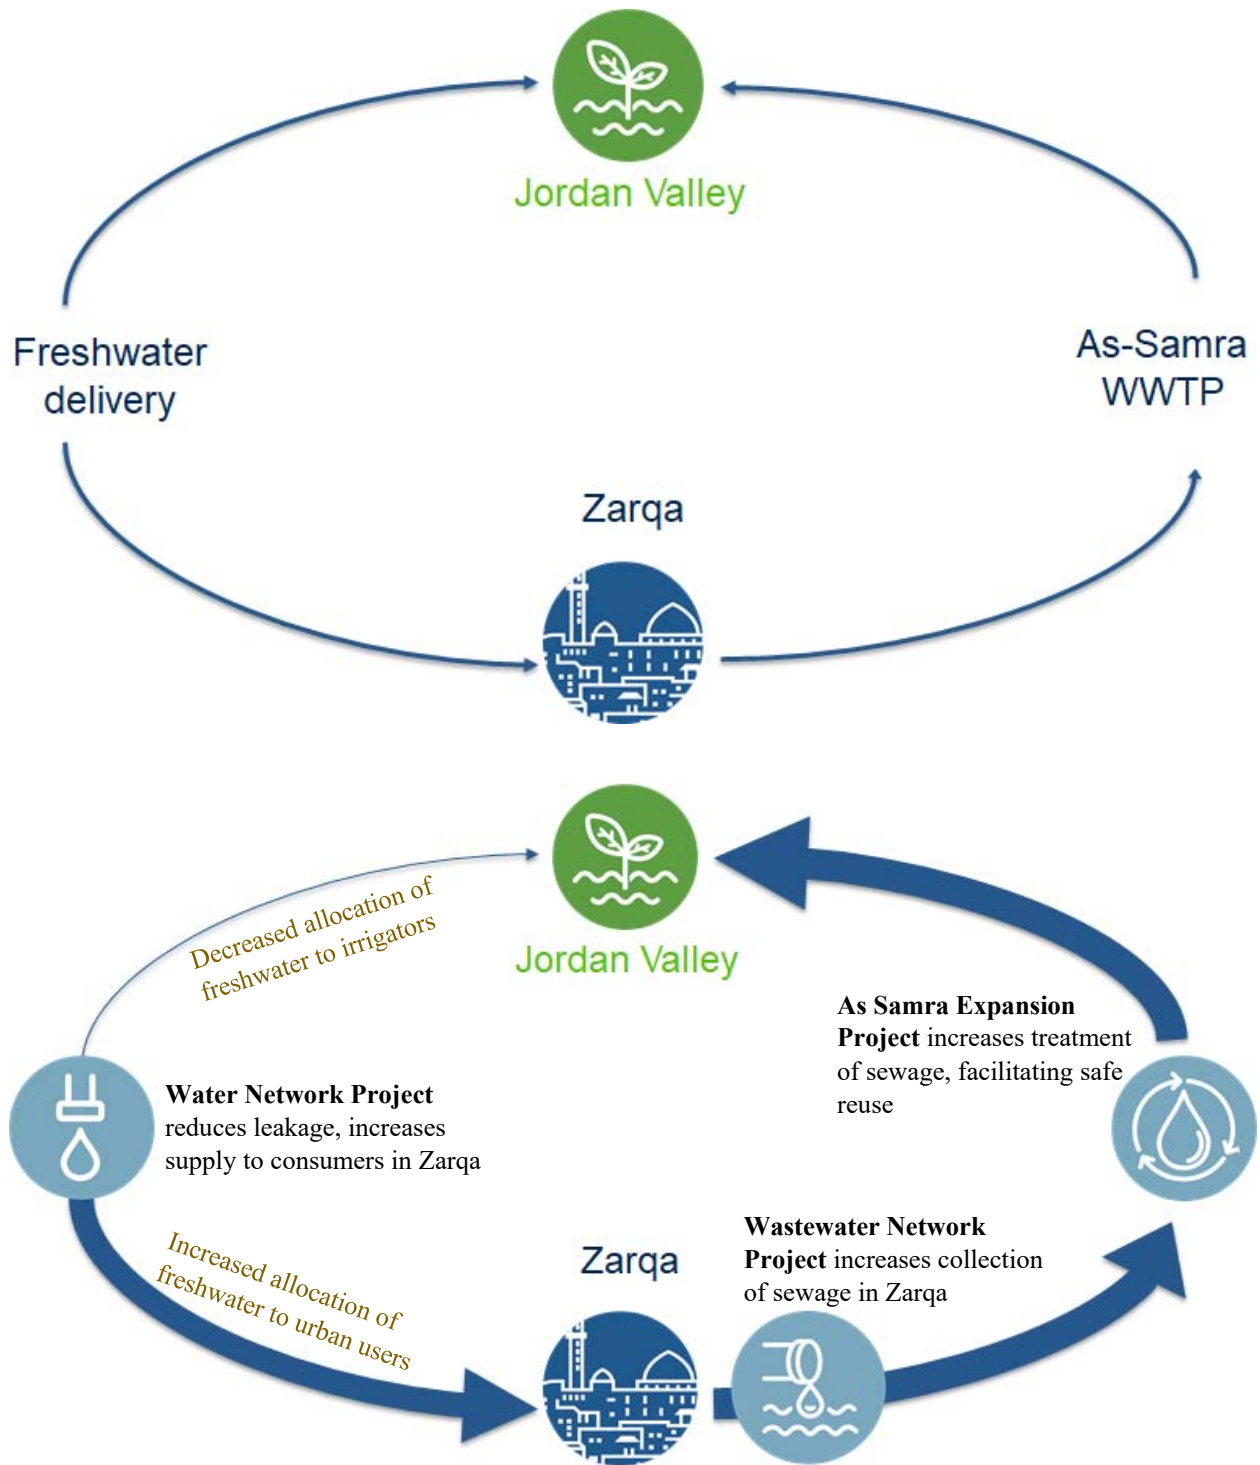 Jordan Valley
Freshwater
delivery
As-Samra
WWTP
Zarqa
Jordan Valley
Decreased allocation of
freshwater to irrigators
As Samra Expansion
Project increases treatment
of sewage, facilitating safe
reuse
Water Network Project
reduces leakage, increases
supply to consumers in Zarqa
Increased allocation of
freshwater to urban users
Zarqa
Wastewater Network
Project increases collection
of sewage in Zarqa